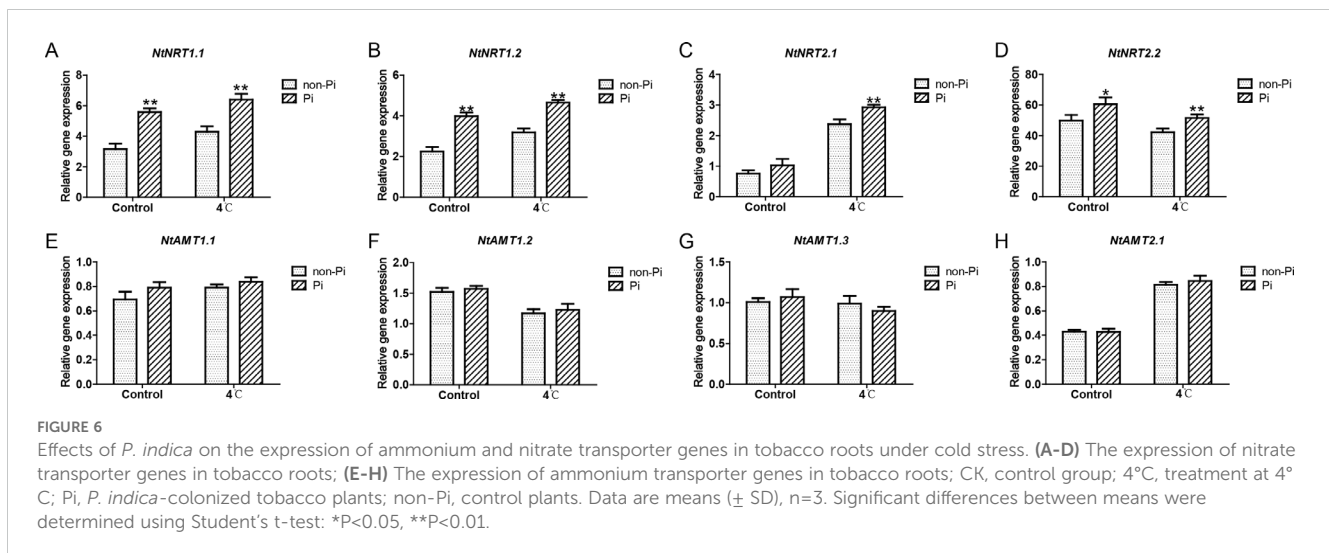 A
NtNRT1.1
Relative gene expression
8
6
4
2
0
**
**
Control
4℃
non-Pi
Pi
B
NtNRT1.2
Relative gene expression
6
4
2
0
**
**
Control
4℃
non-Pi
Pi
C
NtNRT2.1
Relative gene expression
4
3
2
1
0
**
Control
4℃
non-Pi
Pi
D
NtNRT2.2
Relative gene expression
80
60
40
20
0
*
**
Control
4℃
non-Pi
Pi
E
NtAMT1.1
Relative gene expression
1.0
0.8
0.6
0.4
0.2
0.0
Control
4℃
non-Pi
Pi
F
NtAMT1.2
Relative gene expression
2.0
1.5
1.0
0.5
0.0
Control
4℃
non-Pi
Pi
G
NtAMT1.3
Relative gene expression
1.5
1.0
0.5
0.0
Control
4℃
non-Pi
Pi
H
NtAMT2.1
Relative gene expression
1.0
0.8
0.6
0.4
0.2
0.0
Control
4℃
non-Pi
Pi
FIGURE 6
Effects of P. indica on the expression of ammonium and nitrate transporter genes in tobacco roots under cold stress. (A-D) The expression of nitrate
transporter genes in tobacco roots; (E-H) The expression of ammonium transporter genes in tobacco roots; CK, control group; 4°C, treatment at 4°
C; Pi, P. indica-colonized tobacco plants; non-Pi, control plants. Data are means (± SD), n=3. Significant differences between means were
determined using Student's t-test: *P<0.05, **P<0.01.